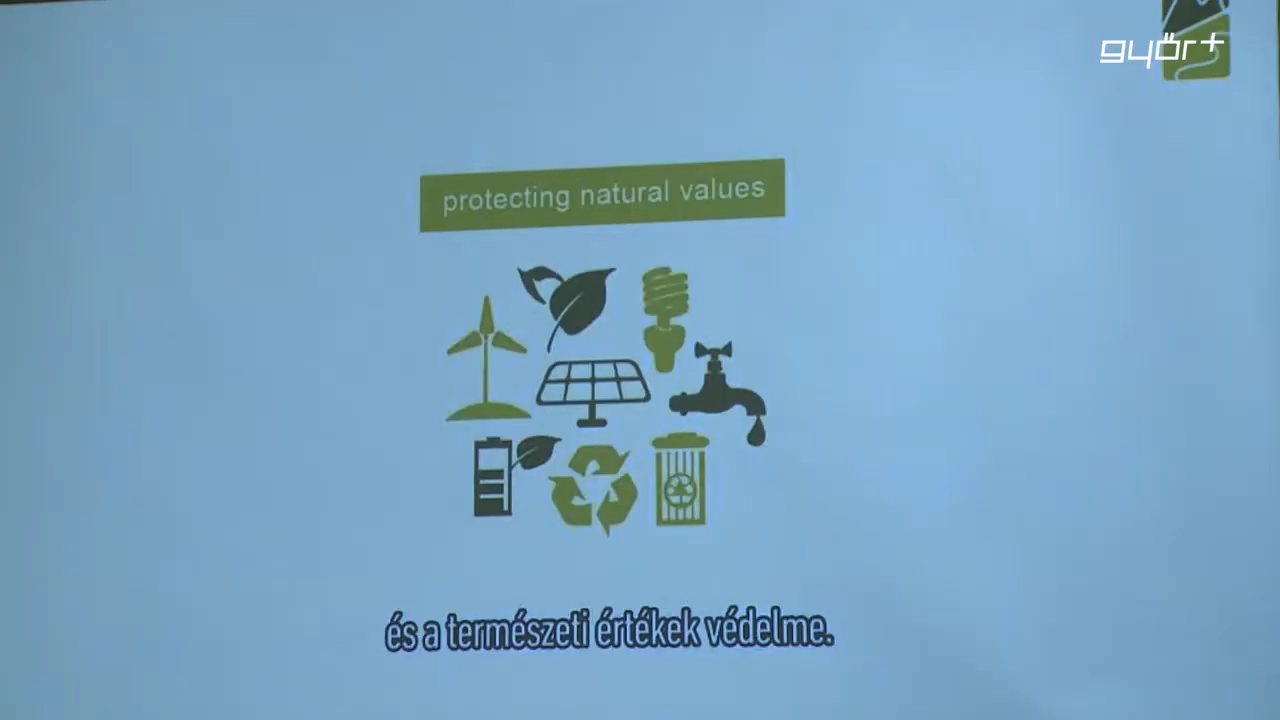 győr+
protecting natural values
és a természeti értékek védelme.